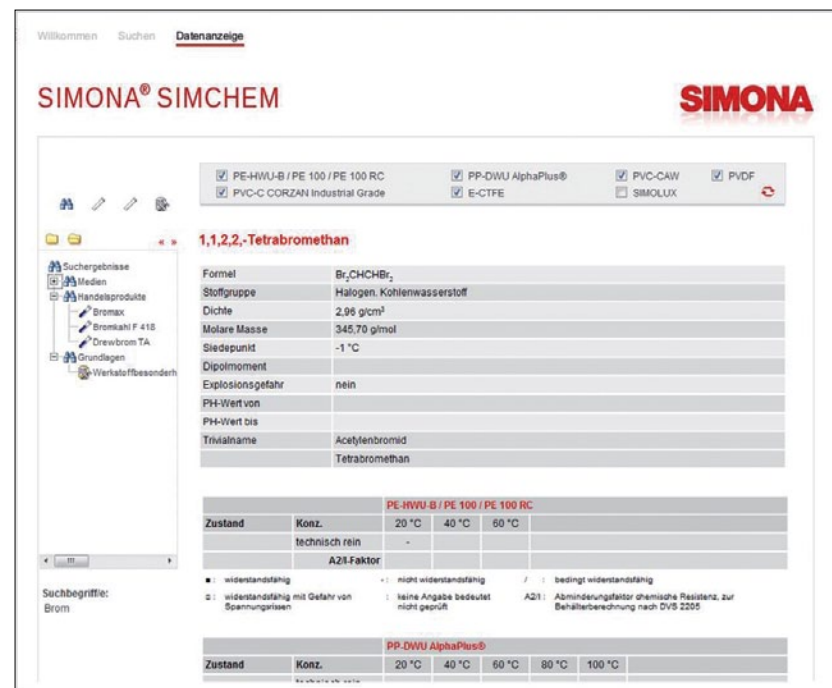 Willkommen Suchen Datenanzeige
SIMONA® SIMCHEM
SIMONA
PE-HWU-B / PE 100 / PE 100 RC PP-DWU AlphaPlus® PVC-CAW PVDF
PVC-C CORZAN Industrial Grade E-CTFE SIMOLUX
« »
Suchergebnisse
Medien
Handelsprodukte
Bromax
Bromkahl F 418
Drewbrom TA
Grundlagen
Werkstoffbesonderh
Suchbegriff/e:
Brom
1,1,2,2,-Tetrabromethan
Formel Br₂CHCHBr₂
Stoffgruppe Halogen. Kohlenwasserstoff
Dichte 2,96 g/cm³
Molare Masse 345,70 g/mol
Siedepunkt -1 °C
Dipolmoment
Explosionsgefahr nein
PH-Wert von
PH-Wert bis
Trivialname Acetylenbromid
Tetrabromethan
PE-HWU-B / PE 100 / PE 100 RC
Zustand Konz. 20 °C 40 °C 60 °C
technisch rein -
A2/I-Faktor
■ : widerstandsfähig - : nicht widerstandsfähig / : bedingt widerstandsfähig
¤ : widerstandsfähig mit Gefahr von : keine Angabe bedeutet A2/I : Abminderungsfaktor chemische Resistenz, zur
Spannungsrissen nicht geprüft Behälterberechnung nach DVS 2205
PP-DWU AlphaPlus®
Zustand Konz. 20 °C 40 °C 60 °C 80 °C 100 °C